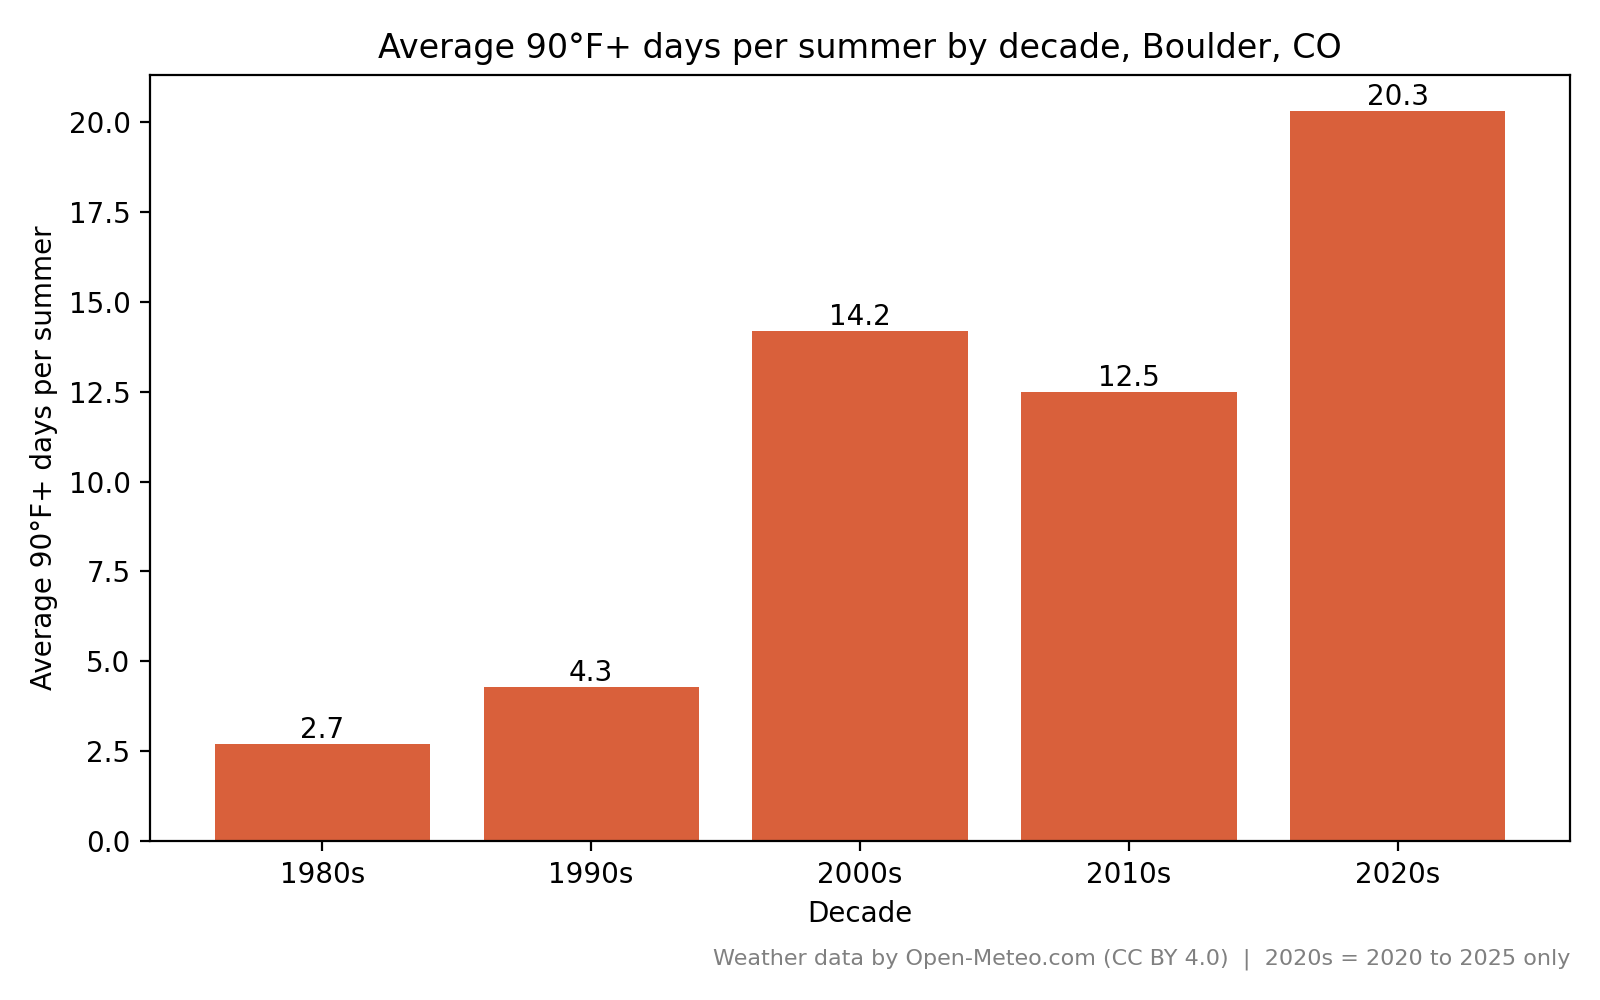 Average 90°F+ days per summer by decade, Boulder, CO
Average 90°F+ days per summer
20.0
17.5
15.0
12.5
10.0
7.5
5.0
2.5
0.0
2.7
4.3
14.2
12.5
20.3
1980s
1990s
2000s
2010s
2020s
Decade
Weather data by Open-Meteo.com (CC BY 4.0) | 2020s = 2020 to 2025 only